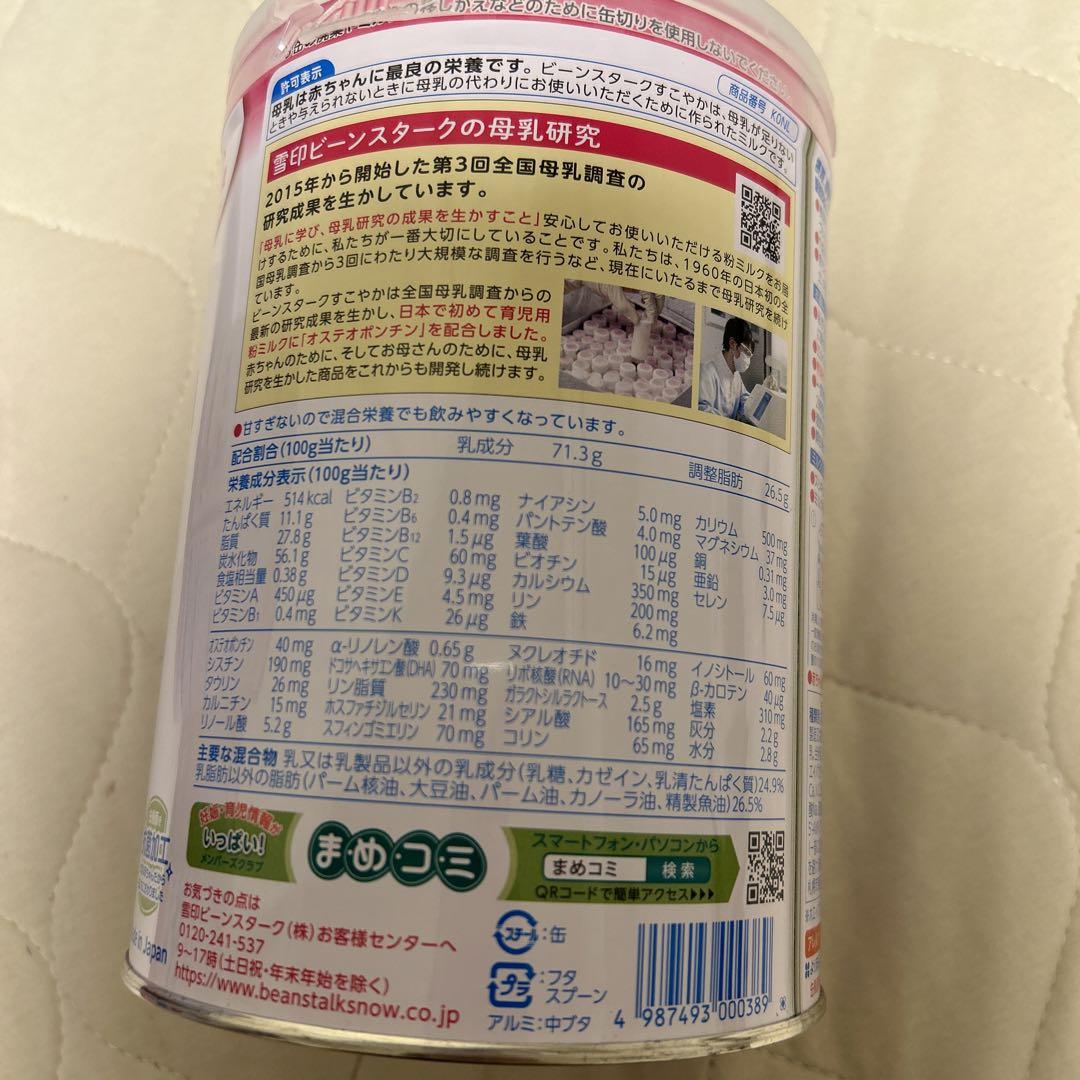 の移しかえなどのために缶切りを使用しないでください
許可表示
商品番号 K0NL
母乳は赤ちゃんに最良の栄養です。ビーンスタークすこやかは、母乳が足りない
ときや与えられないときに母乳の代わりにお使いいただくために作られたミルクです。
雪印ビーンスタークの母乳研究
2015年から開始した第3回全国母乳調査の
研究成果を生かしています。
「母乳に学び、母乳研究の成果を生かすこと」安心してお使いいただける粉ミルクをお届
けするために、私たちが一番大切にしていることです。私たちは、1960年の日本初の全
国母乳調査から3回にわたり大規模な調査を行うなど、現在にいたるまで母乳研究を続け
ています。
ビーンスタークすこやかは全国母乳調査からの
最新の研究成果を生かし、日本で初めて育児用
粉ミルクに「オステオポンチン」を配合しました。
赤ちゃんのために、そしてお母さんのために、母乳
研究を生かした商品をこれからも開発し続けます。
●甘すぎないので混合栄養でも飲みやすくなっています。
配合割合(100g当たり) 乳成分 71.3g 調整脂肪 26.5g
栄養成分表示(100g当たり)
エネルギー 514kcal ビタミンB2 0.8mg ナイアシン 5.0mg カリウム 500mg
たんぱく質 11.1g ビタミンB6 0.4mg パントテン酸 4.0mg マグネシウム 37mg
脂質 27.8g ビタミンB12 1.5μg 葉酸 100μg 銅 0.31mg
炭水化物 56.1g ビタミンC 60mg ビオチン 15μg 亜鉛 3.0mg
食塩相当量 0.38g ビタミンD 9.3μg カルシウム 350mg セレン 7.5μg
ビタミンA 450μg ビタミンE 4.5mg リン 200mg
ビタミンB1 0.4mg ビタミンK 26μg 鉄 6.2mg
オステオポンチン 40mg α-リノレン酸 0.65g ヌクレオチド 16mg イノシトール 60mg
シスチン 190mg ドコサヘキサエン酸(DHA) 70mg リボ核酸(RNA) 10〜30mg β-カロテン 40μg
タウリン 26mg リン脂質 230mg ガラクトシルラクトース 2.5g 塩素 310mg
カルニチン 15mg ホスファチジルセリン 21mg シアル酸 165mg 灰分 2.2g
リノール酸 5.2g スフィンゴミエリン 70mg コリン 65mg 水分 2.8g
主要な混合物 乳又は乳製品以外の乳成分(乳糖、カゼイン、乳清たんぱく質)24.9%
乳脂肪以外の脂肪(パーム核油、大豆油、パーム油、カノーラ油、精製魚油)26.5%
妊娠・育児情報が
いっぱい!
メンバーズクラブ
ま・め・コ・ミ
スマートフォン・パソコンから
まめコミ 検索
QRコードで簡単アクセス▶▶▶
お気づきの点は
雪印ビーンスターク(株)お客様センターへ
0120-241-537
9〜17時(土日祝・年末年始を除く)
https://www.beanstalksnow.co.jp
スチール:缶
プラ:フタ
スプーン
アルミ:中ブタ
4 987493 000389
菌加工
in Japan